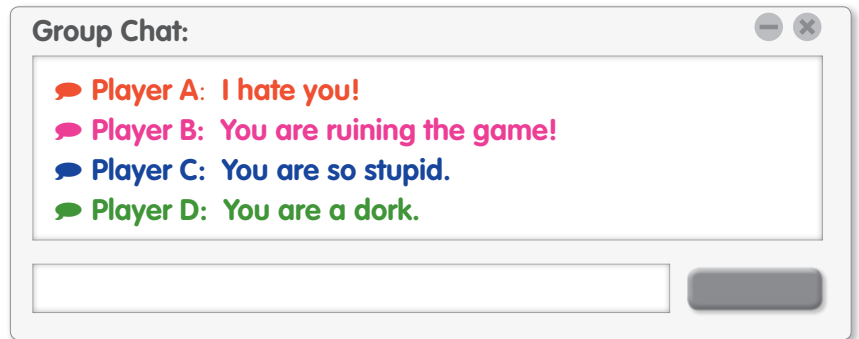 Group Chat:
Player A: I hate you!
Player B: You are ruining the game!
Player C: You are so stupid.
Player D: You are a dork.